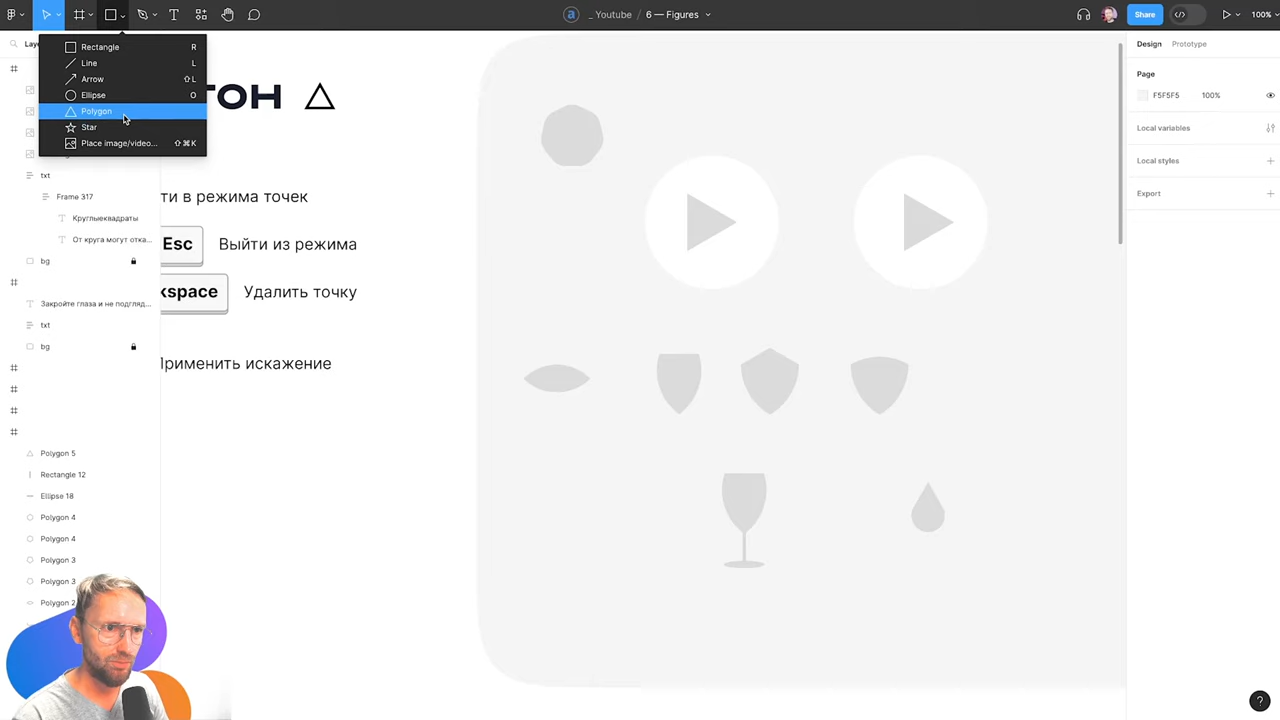 _ Youtube / 6 — Figures
Share
100%
Lay
Rectangle R
Line L
Arrow ⇧L
Ellipse O
Polygon
Star
Place image/video... ⇧⌘K
txt
Frame 317
Круглыеквадраты
От круга могут отка...
bg
Закройте глаза и не подгляд...
txt
bg
Polygon 5
Rectangle 12
Ellipse 18
Polygon 4
Polygon 4
Polygon 3
Polygon 3
Polygon 2
ГОН
ти в режима точек
Esc Выйти из режима
kspace Удалить точку
Применить искажение
Design Prototype
Page
F5F5F5 100%
Local variables
Local styles
Export
?